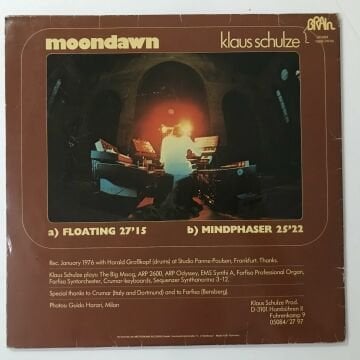 moondawn
klaus schulze
BRAIN
a) FLOATING 27'15
b) MINDPHASER 25'22
Rec. January 1976 with Harald Großkopf (drums) at Studio Panne-Paulsen, Frankfurt. Thanks.
Klaus Schulze plays: The Big Moog, ARP 2600, ARP Odyssey, EMS Synthi A, Farfisa Professional Organ,
Farfisa Syntorchester, Crumar-keyboards, Sequenzer Synthanorma 3-12.
Special thanks to Crumar (Italy and Dortmund) and to Farfisa (Bensberg).
Photos: Guido Harari, Milan
Klaus Schulze Prod.
D-3101 Hambühren II
Fuhrenkamp 9
05084/27 97